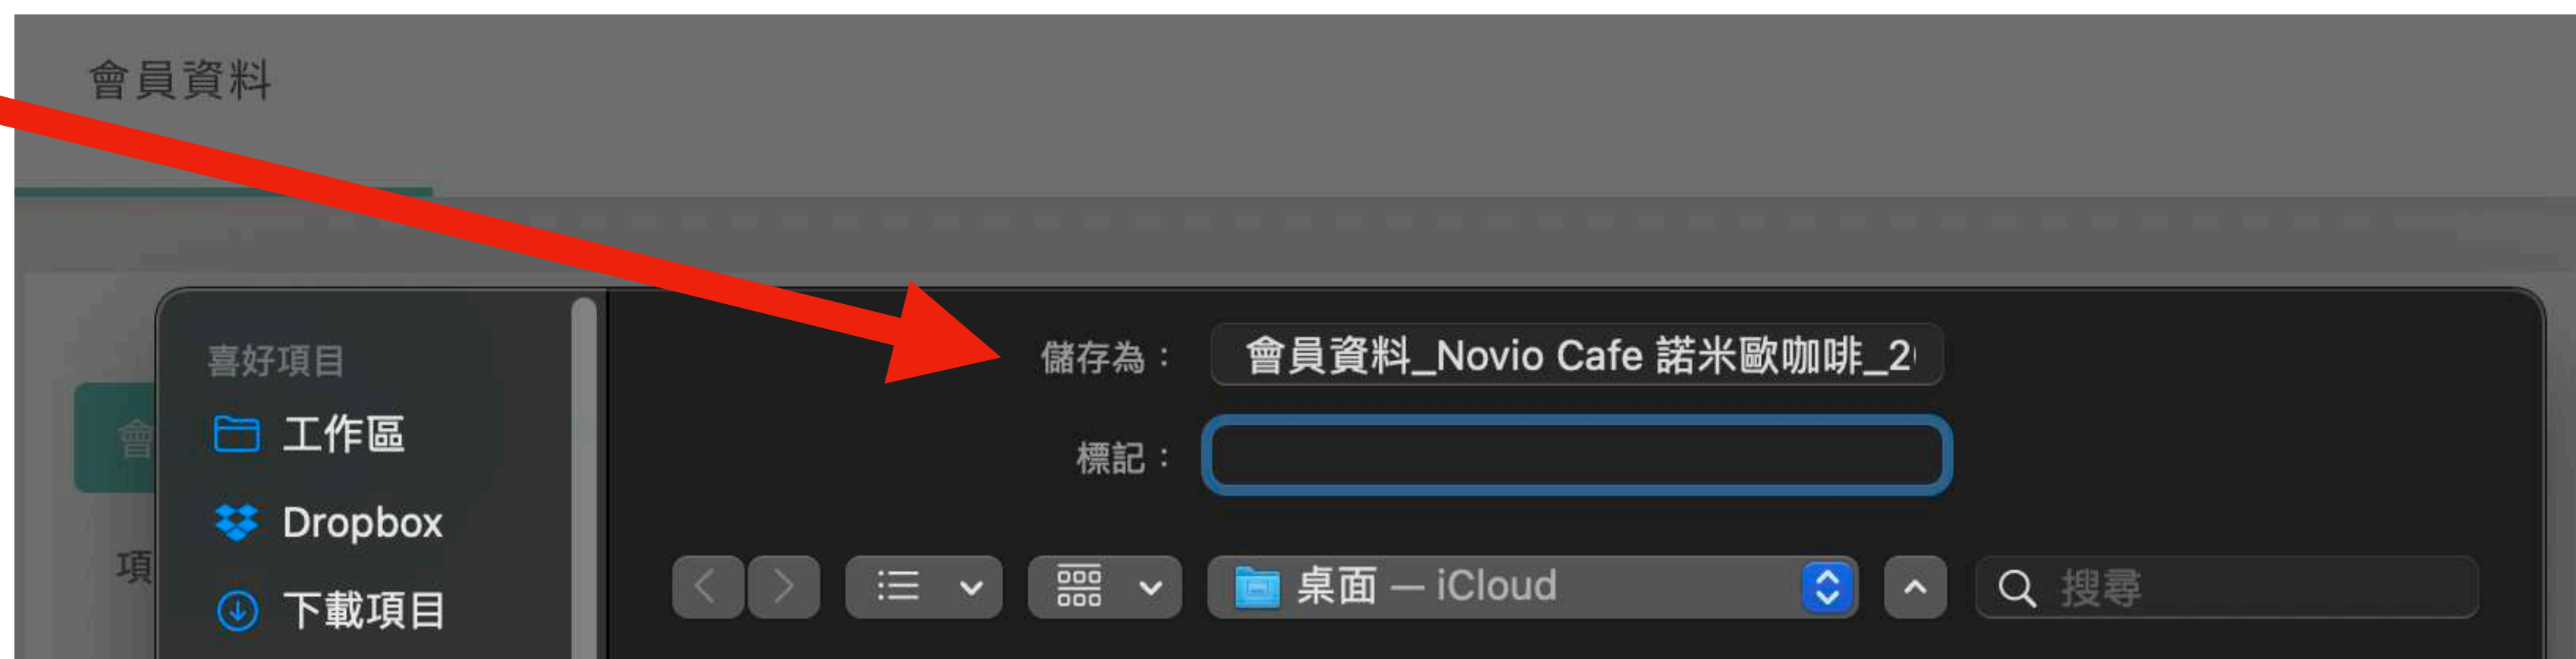 會員資料
喜好項目
工作區
Dropbox
下載項目
會
項
儲存為：
會員資料_Novio Cafe 諾米歐咖啡_2
標記：
桌面 — iCloud
搜尋